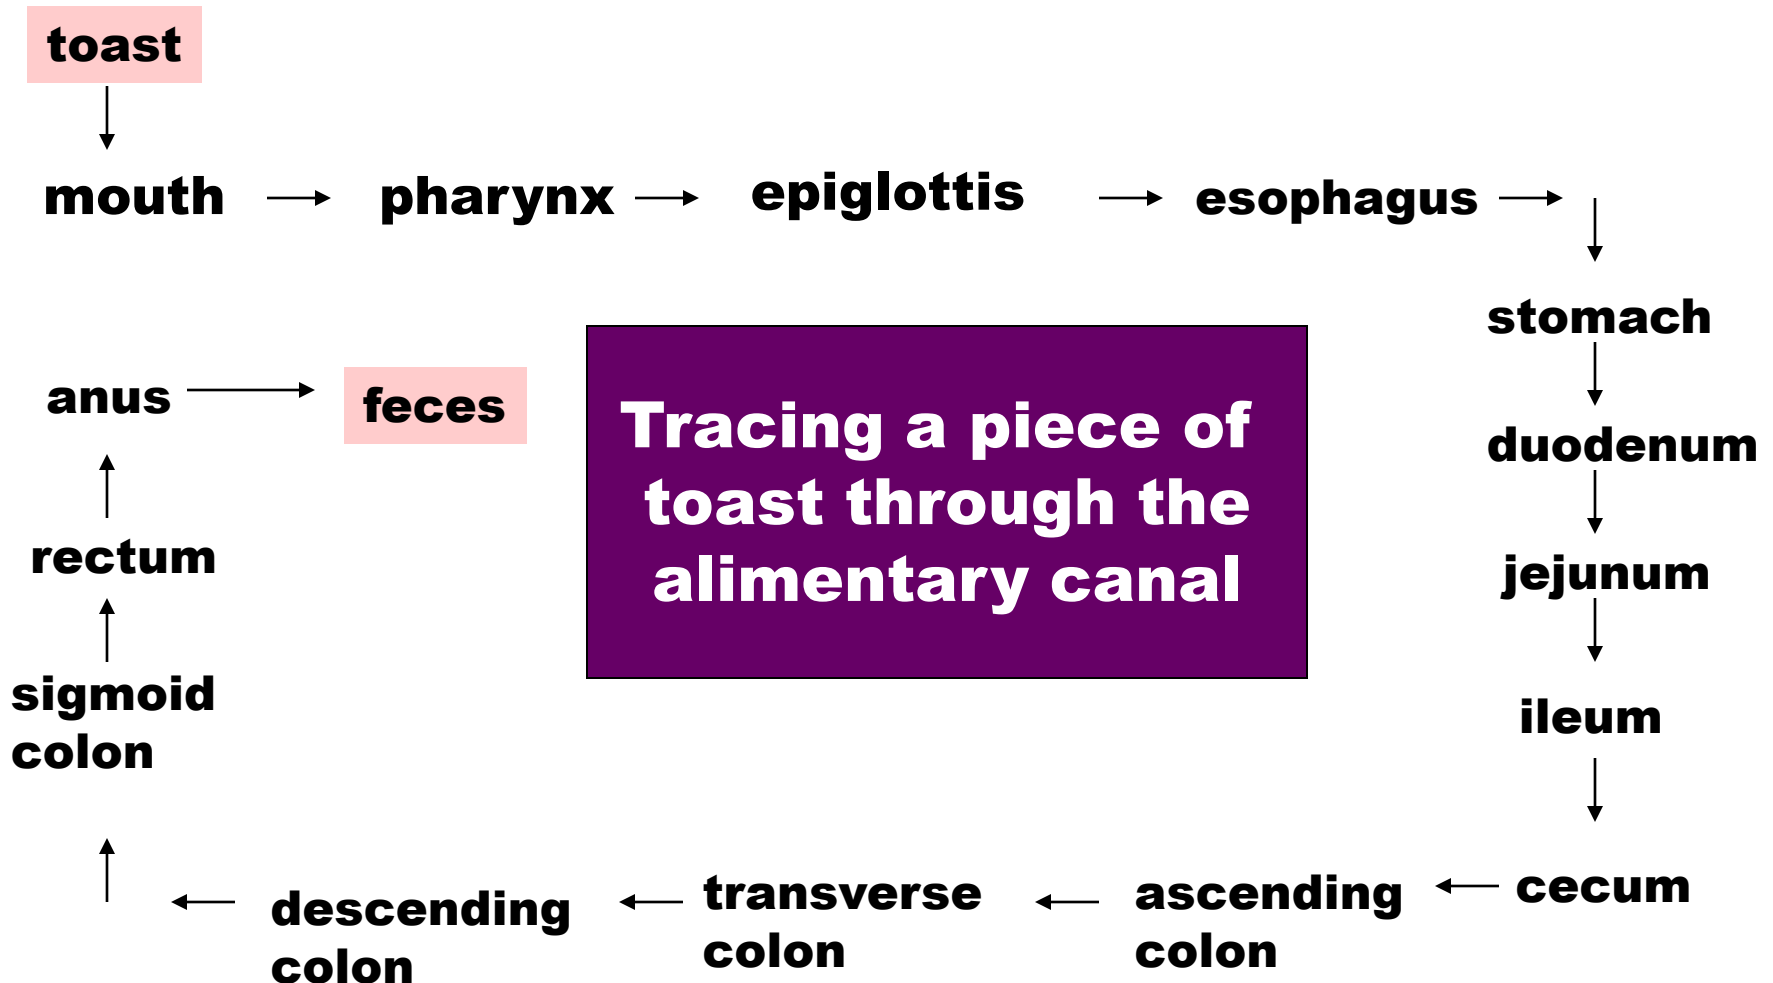 toast
mouth
pharynx
epiglottis
esophagus
stomach
duodenum
jejunum
ileum
cecum
ascending
colon
transverse
colon
descending
colon
sigmoid
colon
rectum
anus
feces
Tracing a piece of
toast through the
alimentary canal